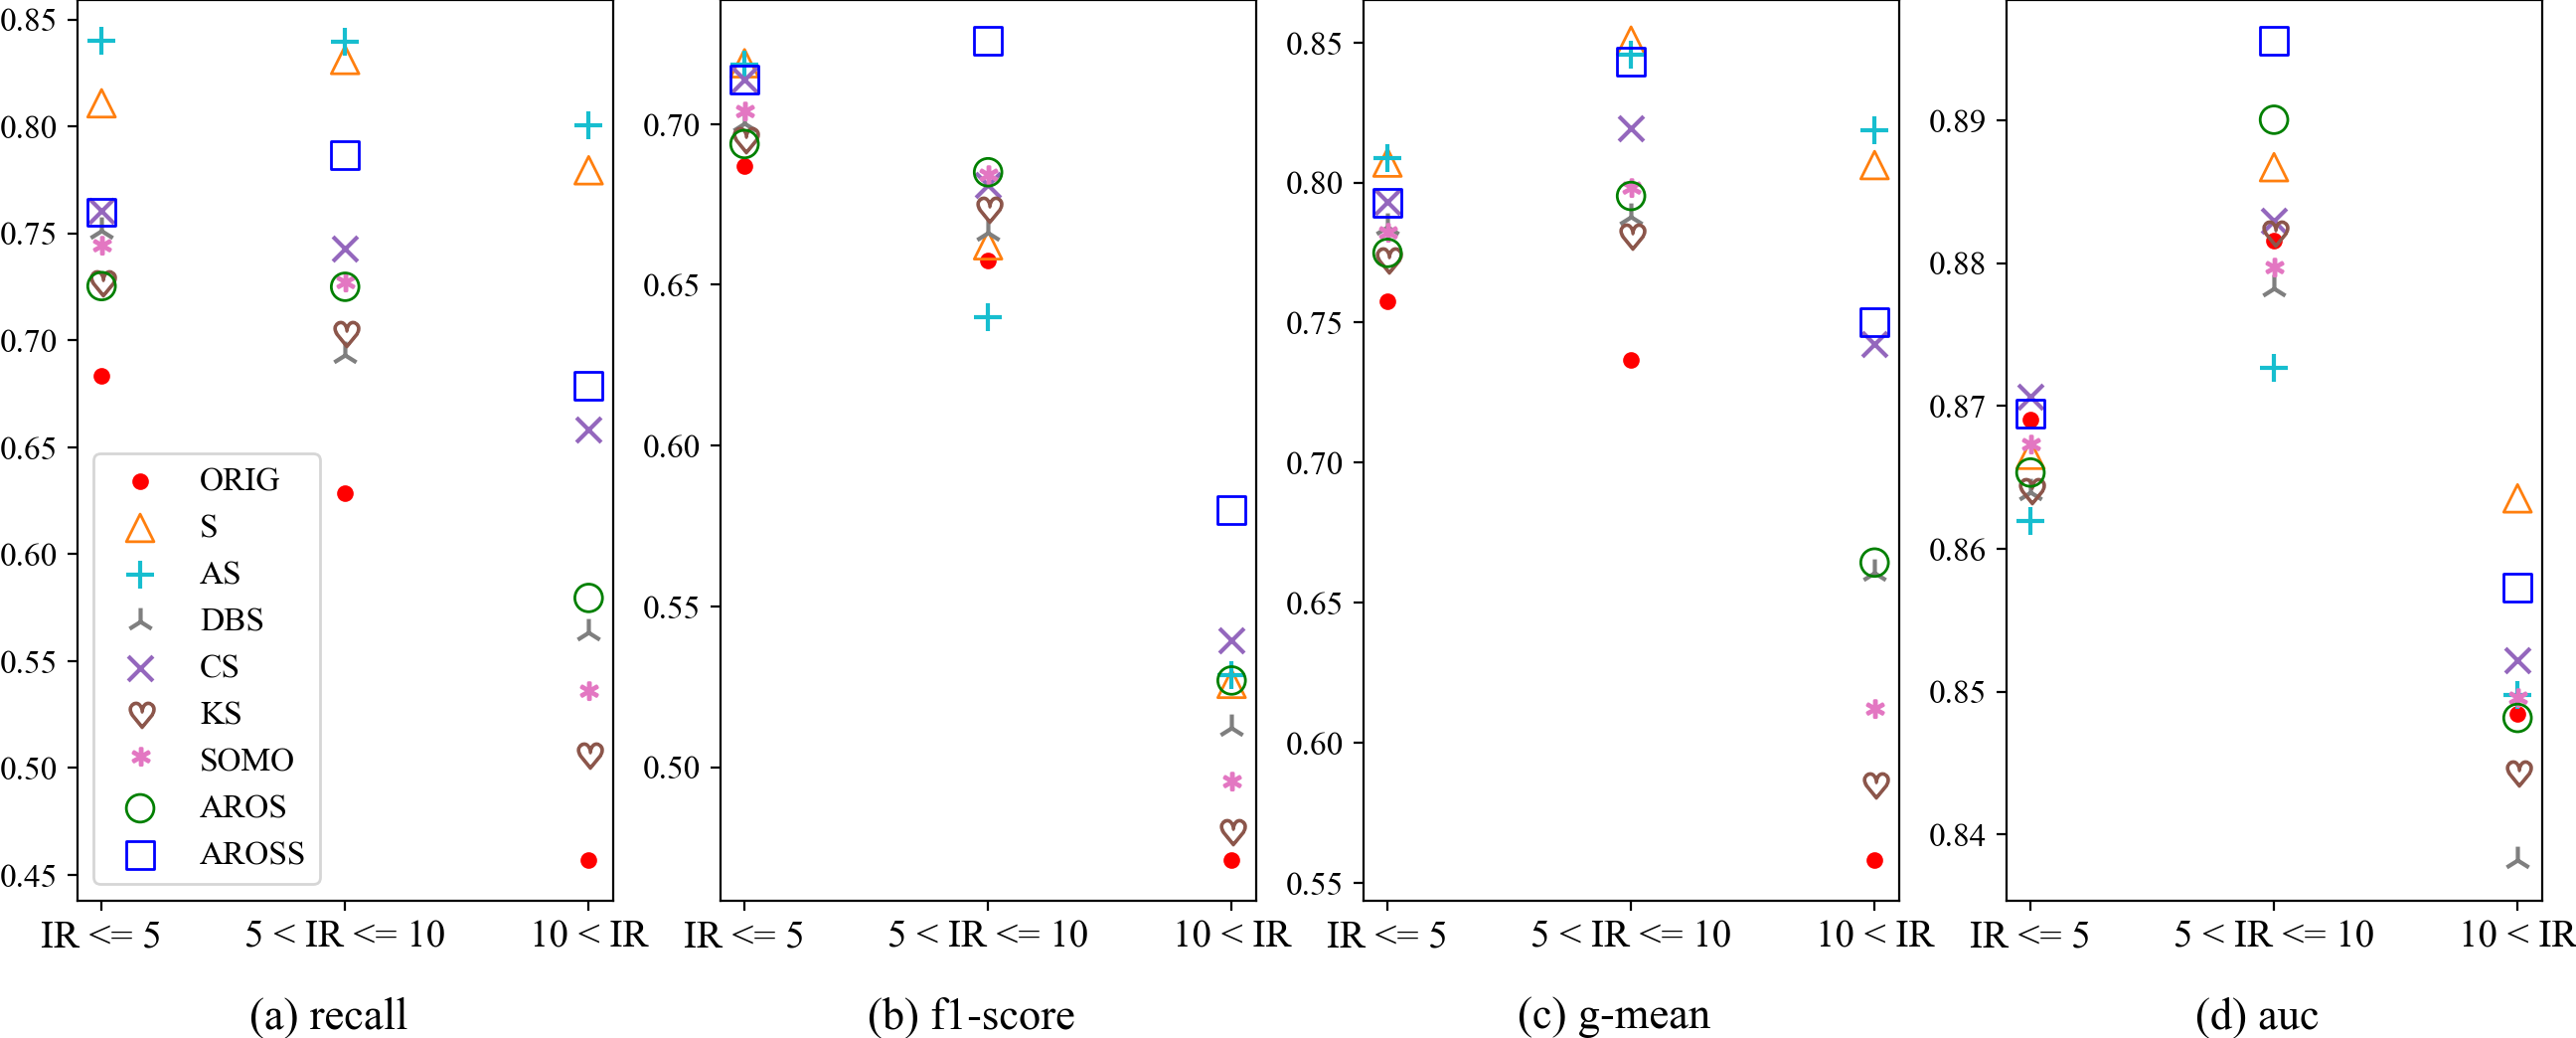 0.85
0.80
0.75
0.70
0.65
0.60
0.55
0.50
0.45
ORIG
S
AS
DBS
CS
KS
SOMO
AROS
AROSS
IR <= 5
5 < IR <= 10
10 < IR
(a) recall
0.70
0.65
0.60
0.55
0.50
IR <= 5
5 < IR <= 10
10 < IR
(b) f1-score
0.85
0.80
0.75
0.70
0.65
0.60
0.55
IR <= 5
5 < IR <= 10
10 < IR
(c) g-mean
0.89
0.88
0.87
0.86
0.85
0.84
IR <= 5
5 < IR <= 10
10 < IR
(d) auc